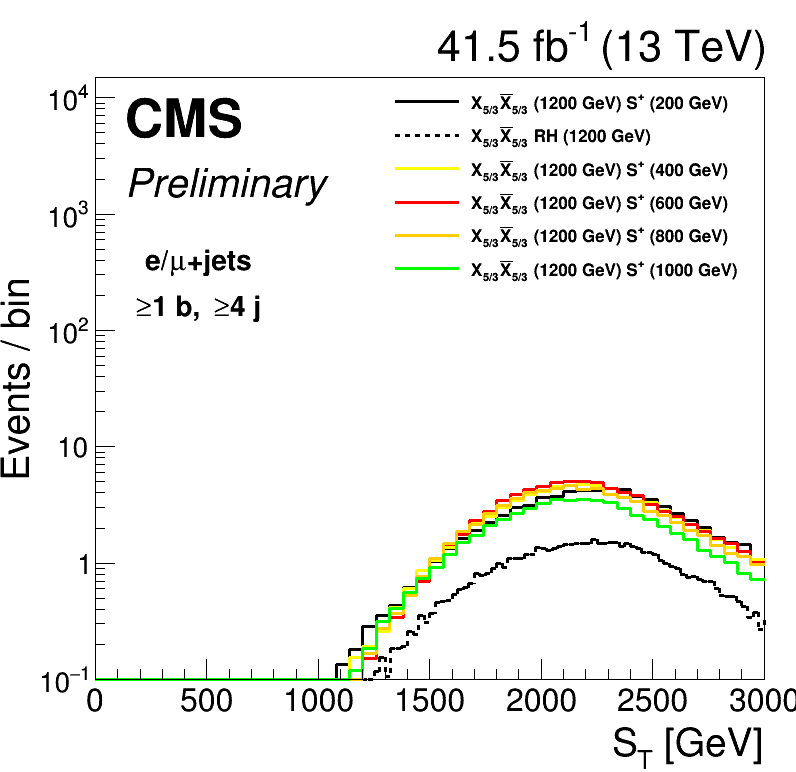 41.5 fb⁻¹ (13 TeV)
CMS
Preliminary
e/μ+jets
≥1 b, ≥4 j
X₅/₃X̅₅/₃ (1200 GeV) S⁺ (200 GeV)
X₅/₃X̅₅/₃ RH (1200 GeV)
X₅/₃X̅₅/₃ (1200 GeV) S⁺ (400 GeV)
X₅/₃X̅₅/₃ (1200 GeV) S⁺ (600 GeV)
X₅/₃X̅₅/₃ (1200 GeV) S⁺ (800 GeV)
X₅/₃X̅₅/₃ (1200 GeV) S⁺ (1000 GeV)
Events / bin
10⁴
10³
10²
10
1
10⁻¹
0 500 1000 1500 2000 2500 3000
S_T [GeV]